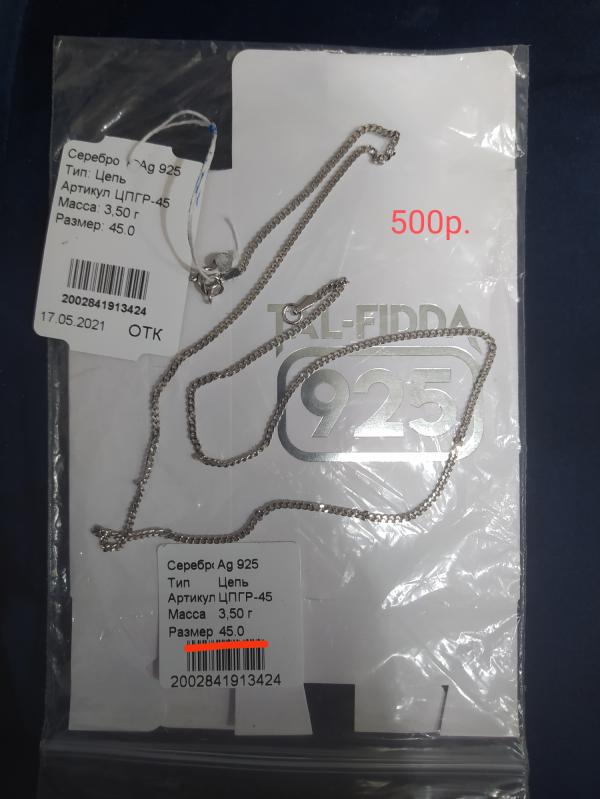 Серебро Ag 925
Тип: Цепь
Артикул ЦПГР-45
Масса: 3,50 г
Размер: 45.0
2002841913424
17.05.2021 ОТК
500р.
TAL-FIDDA
925
Серебро Ag 925
Тип Цепь
Артикул ЦПГР-45
Масса 3,50 г
Размер 45.0
2002841913424